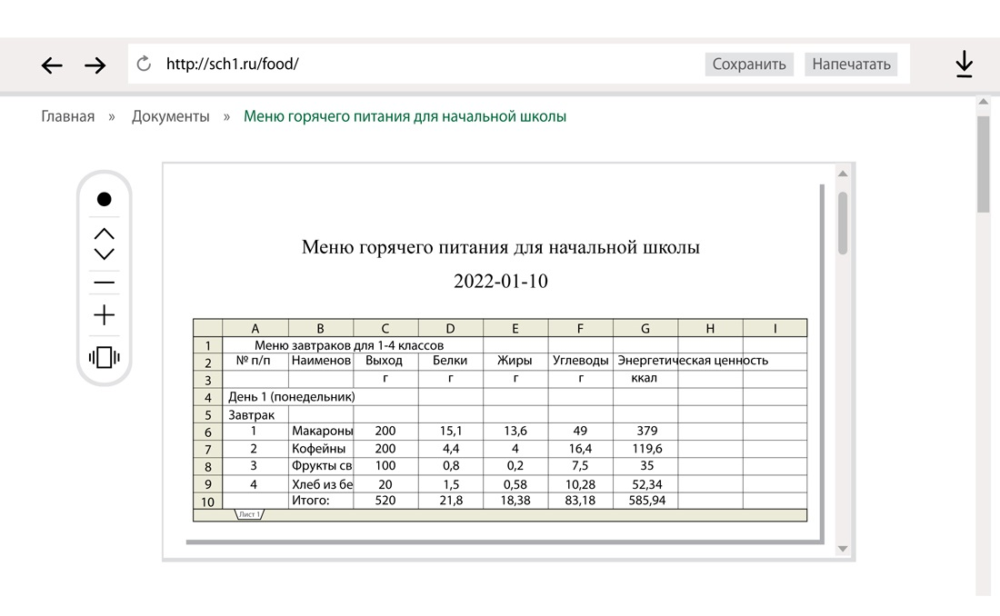 http://sch1.ru/food/ Сохранить Напечатать
Главная » Документы » Меню горячего питания для начальной школы
Меню горячего питания для начальной школы
2022-01-10
A B C D E F G H I
1 Меню завтраков для 1-4 классов
2 № п/п Наименов Выход Белки Жиры Углеводы Энергетическая ценность
3 г г г г ккал
4 День 1 (понедельник)
5 Завтрак
6 1 Макароны 200 15,1 13,6 49 379
7 2 Кофейны 200 4,4 4 16,4 119,6
8 3 Фрукты св 100 0,8 0,2 7,5 35
9 4 Хлеб из бе 20 1,5 0,58 10,28 52,34
10 Итого: 520 21,8 18,38 83,18 585,94
Лист 1